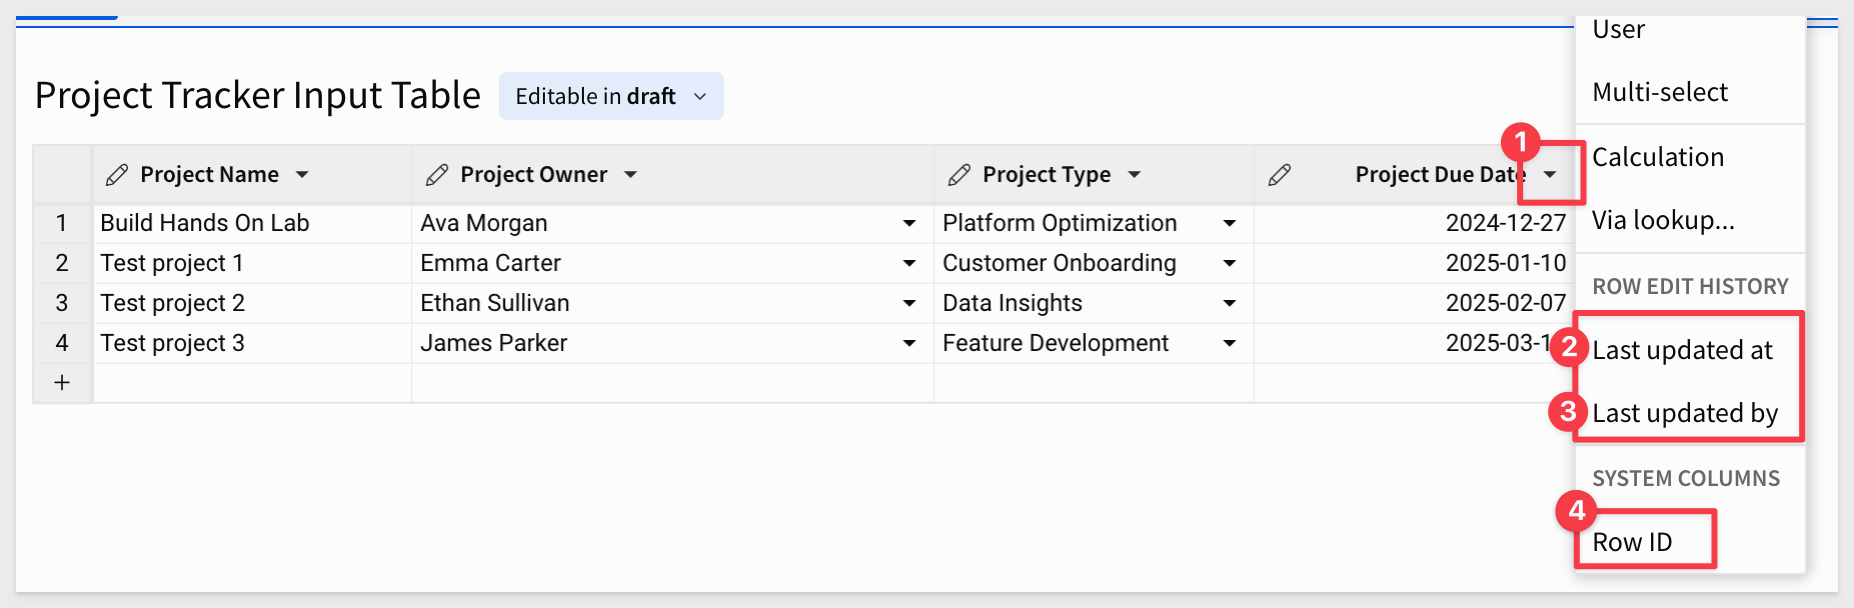 User
Project Tracker Input Table Editable in draft
Multi-select
1
Calculation
Project Name Project Owner Project Type Project Due Date
1 Build Hands On Lab Ava Morgan Platform Optimization 2024-12-27
Via lookup...
2 Test project 1 Emma Carter Customer Onboarding 2025-01-10
ROW EDIT HISTORY
3 Test project 2 Ethan Sullivan Data Insights 2025-02-07
4 Test project 3 James Parker Feature Development 2025-03-1
2 Last updated at
+
3 Last updated by
SYSTEM COLUMNS
4
Row ID